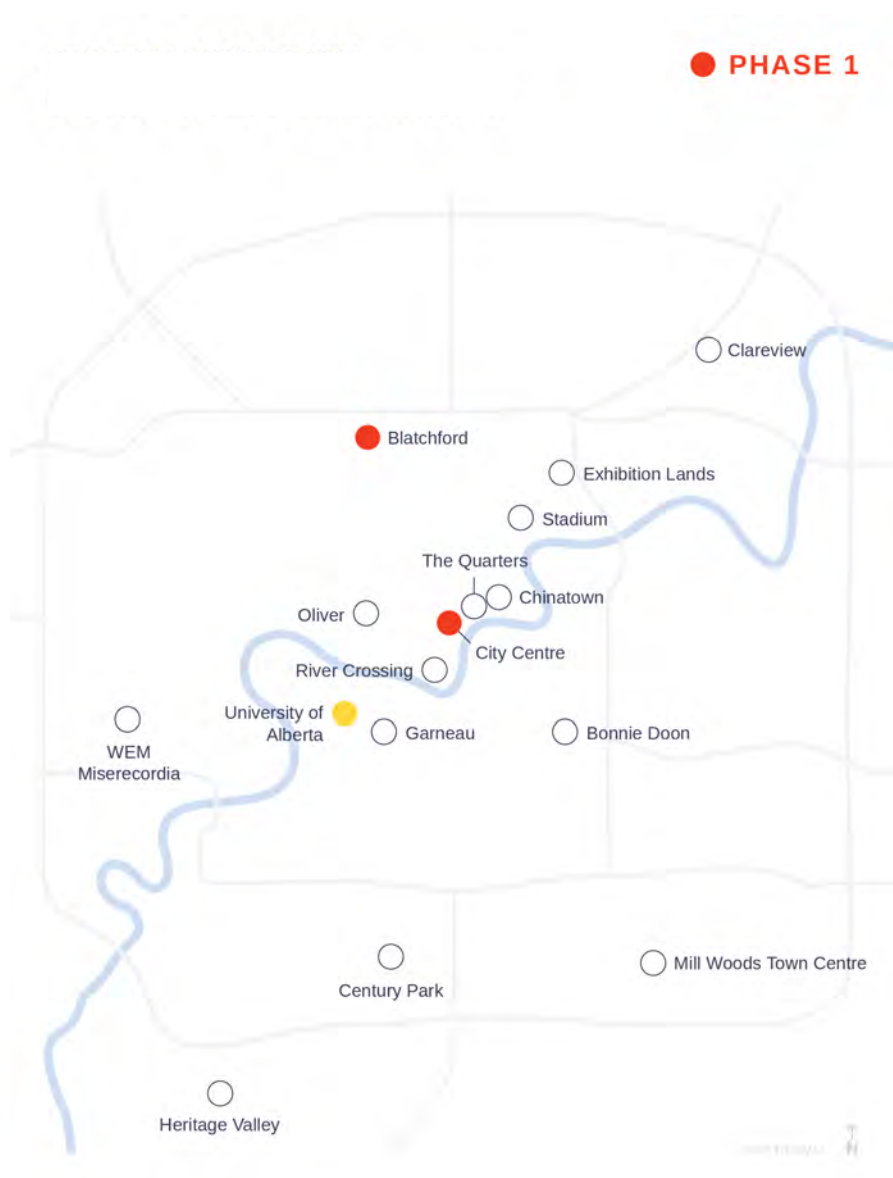 PHASE 1
Clareview
Blatchford
Exhibition Lands
Stadium
The Quarters
Chinatown
Oliver
City Centre
River Crossing
University of
Alberta
Garneau
Bonnie Doon
WEM
Miserecordia
Century Park
Mill Woods Town Centre
Heritage Valley
N